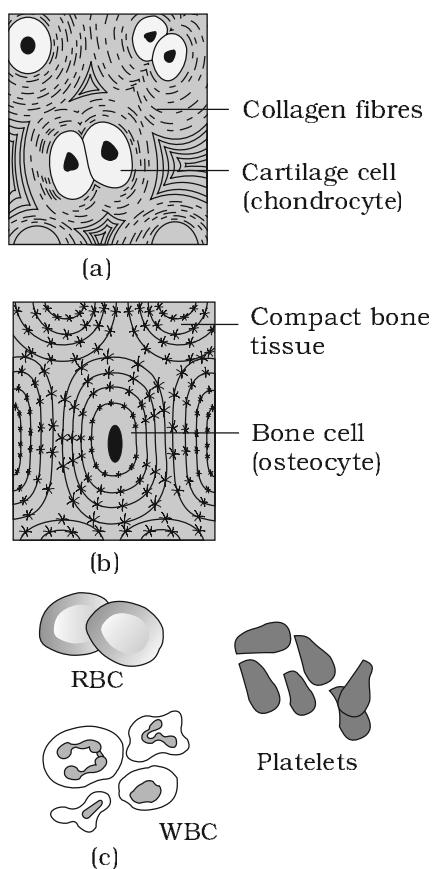 Collagen fibres
Cartilage cell
(chondrocyte)
(a)
Compact bone
tissue
Bone cell
(osteocyte)
(b)
RBC
Platelets
WBC
(c)